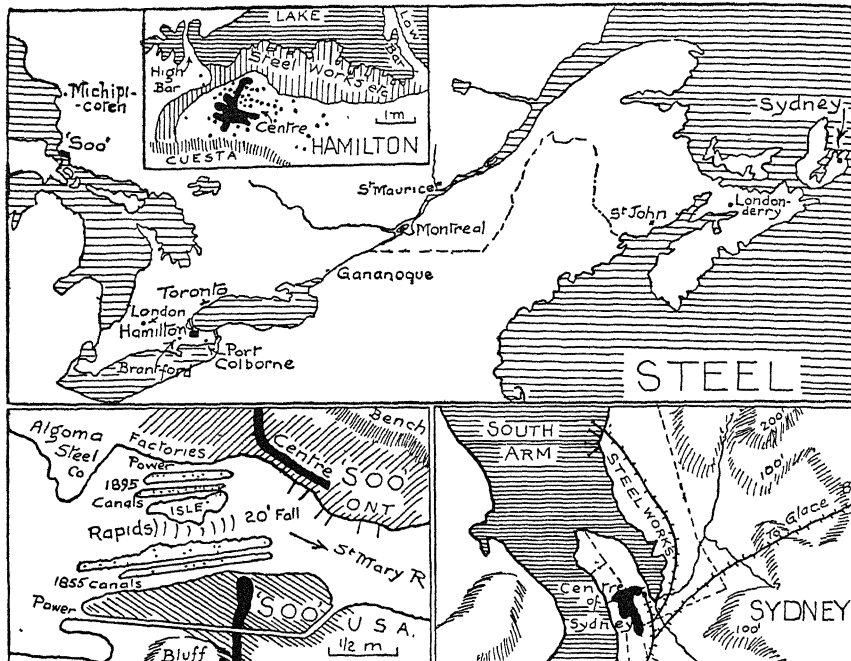 LAKE
Low
Bar
High
Bar
Steel Works etc
Centre
1m
HAMILTON
CUESTA
Michipi-
-coten
'Soo'
Sydney
St Maurice
Montreal
St John
London-
derry
Gananoque
Toronto
London
Hamilton
Brantford
Port
Colborne
STEEL
Algoma
Steel
Co
Factories
Bench
Centre 'SOO'
ONT
Power
1895
Canals
ISLE
Rapids
20' Fall
St Mary R
1855 Canals
Power
'SOO'
U.S.A.
1/2 m
Bluff
SOUTH
ARM
STEEL WORKS
200'
100'
To Glace B
Centre
of
Sydney
SYDNEY
100'